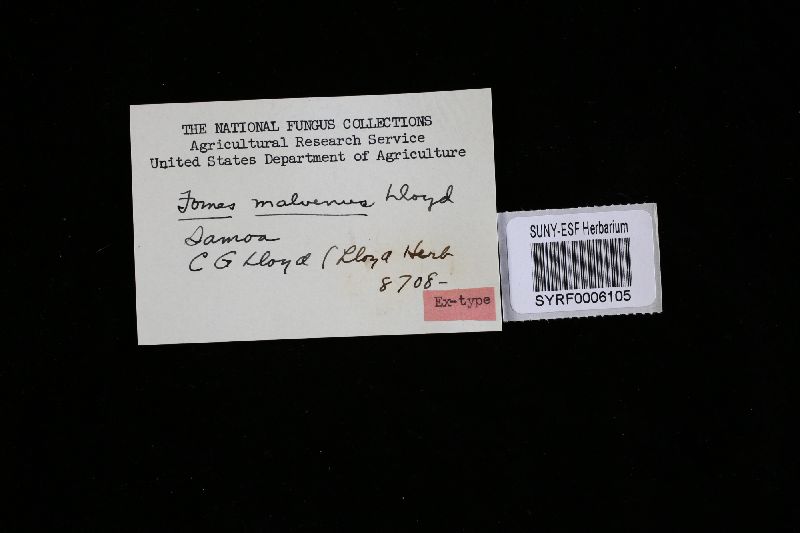 THE NATIONAL FUNGUS COLLECTIONS
Agricultural Research Service
United States Department of Agriculture
Fomes malvenus Lloyd
Samoa
C G Lloyd (Lloyd Herb
8708-
Ex-type
SUNY-ESF Herbarium
SYRF0006105